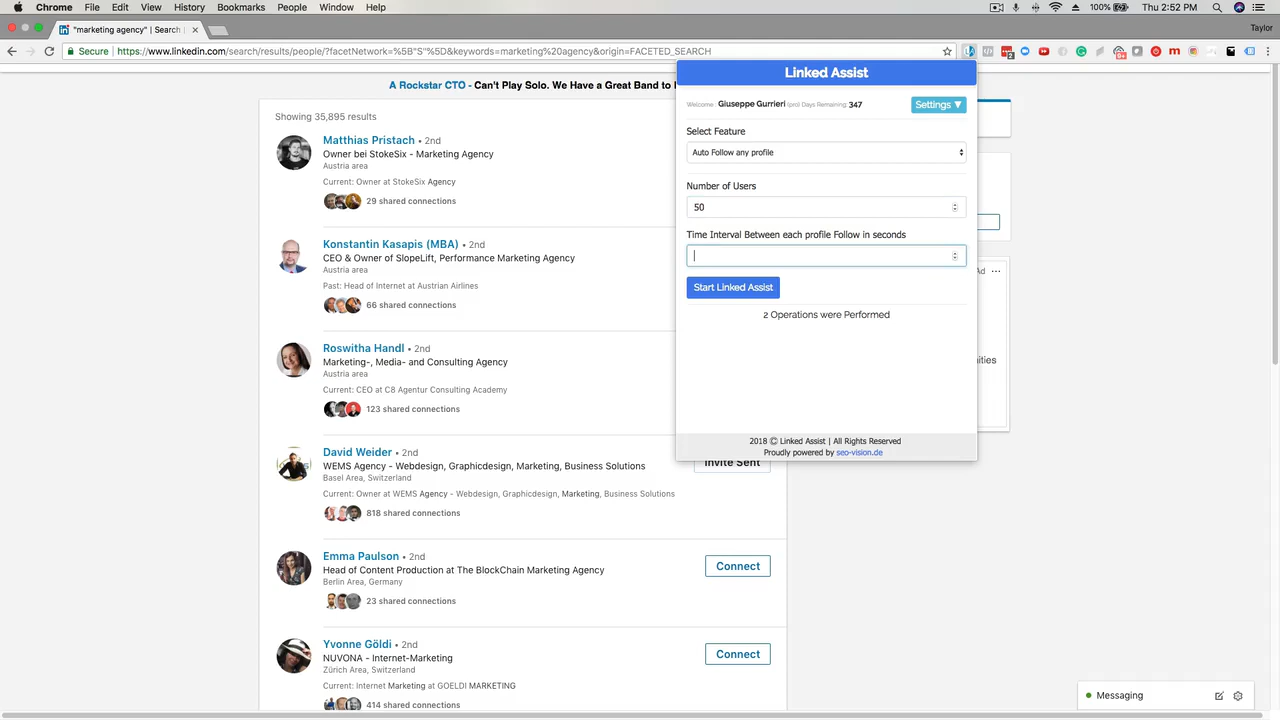 Chrome File Edit View History Bookmarks People Window Help 100% Thu 2:52 PM
"marketing agency" | Search | Taylor
Secure https://www.linkedin.com/search/results/people/?facetNetwork=%5B"S"%5D&keywords=marketing%20agency&origin=FACETED_SEARCH
Linked Assist
A Rockstar CTO - Can't Play Solo. We Have a Great Band to
Welcome: Giuseppe Gurrieri (pro) Days Remaining: 347
Settings ▼
Showing 35,895 results
Select Feature
Auto Follow any profile
Number of Users
50
Time Interval Between each profile Follow in seconds
Start Linked Assist
2 Operations were Performed
2018 © Linked Assist | All Rights Reserved
Proudly powered by seo-vision.de
Matthias Pristach • 2nd
Owner bei StokeSix - Marketing Agency
Austria area
Current: Owner at StokeSix Agency
29 shared connections
Konstantin Kasapis (MBA) • 2nd
CEO & Owner of SlopeLift, Performance Marketing Agency
Austria area
Past: Head of Internet at Austrian Airlines
66 shared connections
Ad ...
Roswitha Handl • 2nd
Marketing-, Media- and Consulting Agency
Austria area
Current: CEO at C8 Agentur Consulting Academy
123 shared connections
David Weider • 2nd
WEMS Agency - Webdesign, Graphicdesign, Marketing, Business Solutions
Invite Sent
Basel Area, Switzerland
Current: Owner at WEMS Agency - Webdesign, Graphicdesign, Marketing, Business Solutions
818 shared connections
Emma Paulson • 2nd
Connect
Head of Content Production at The BlockChain Marketing Agency
Berlin Area, Germany
23 shared connections
Yvonne Göldi • 2nd
Connect
NUVONA - Internet-Marketing
Zürich Area, Switzerland
Current: Internet Marketing at GOELDI MARKETING
414 shared connections
Messaging